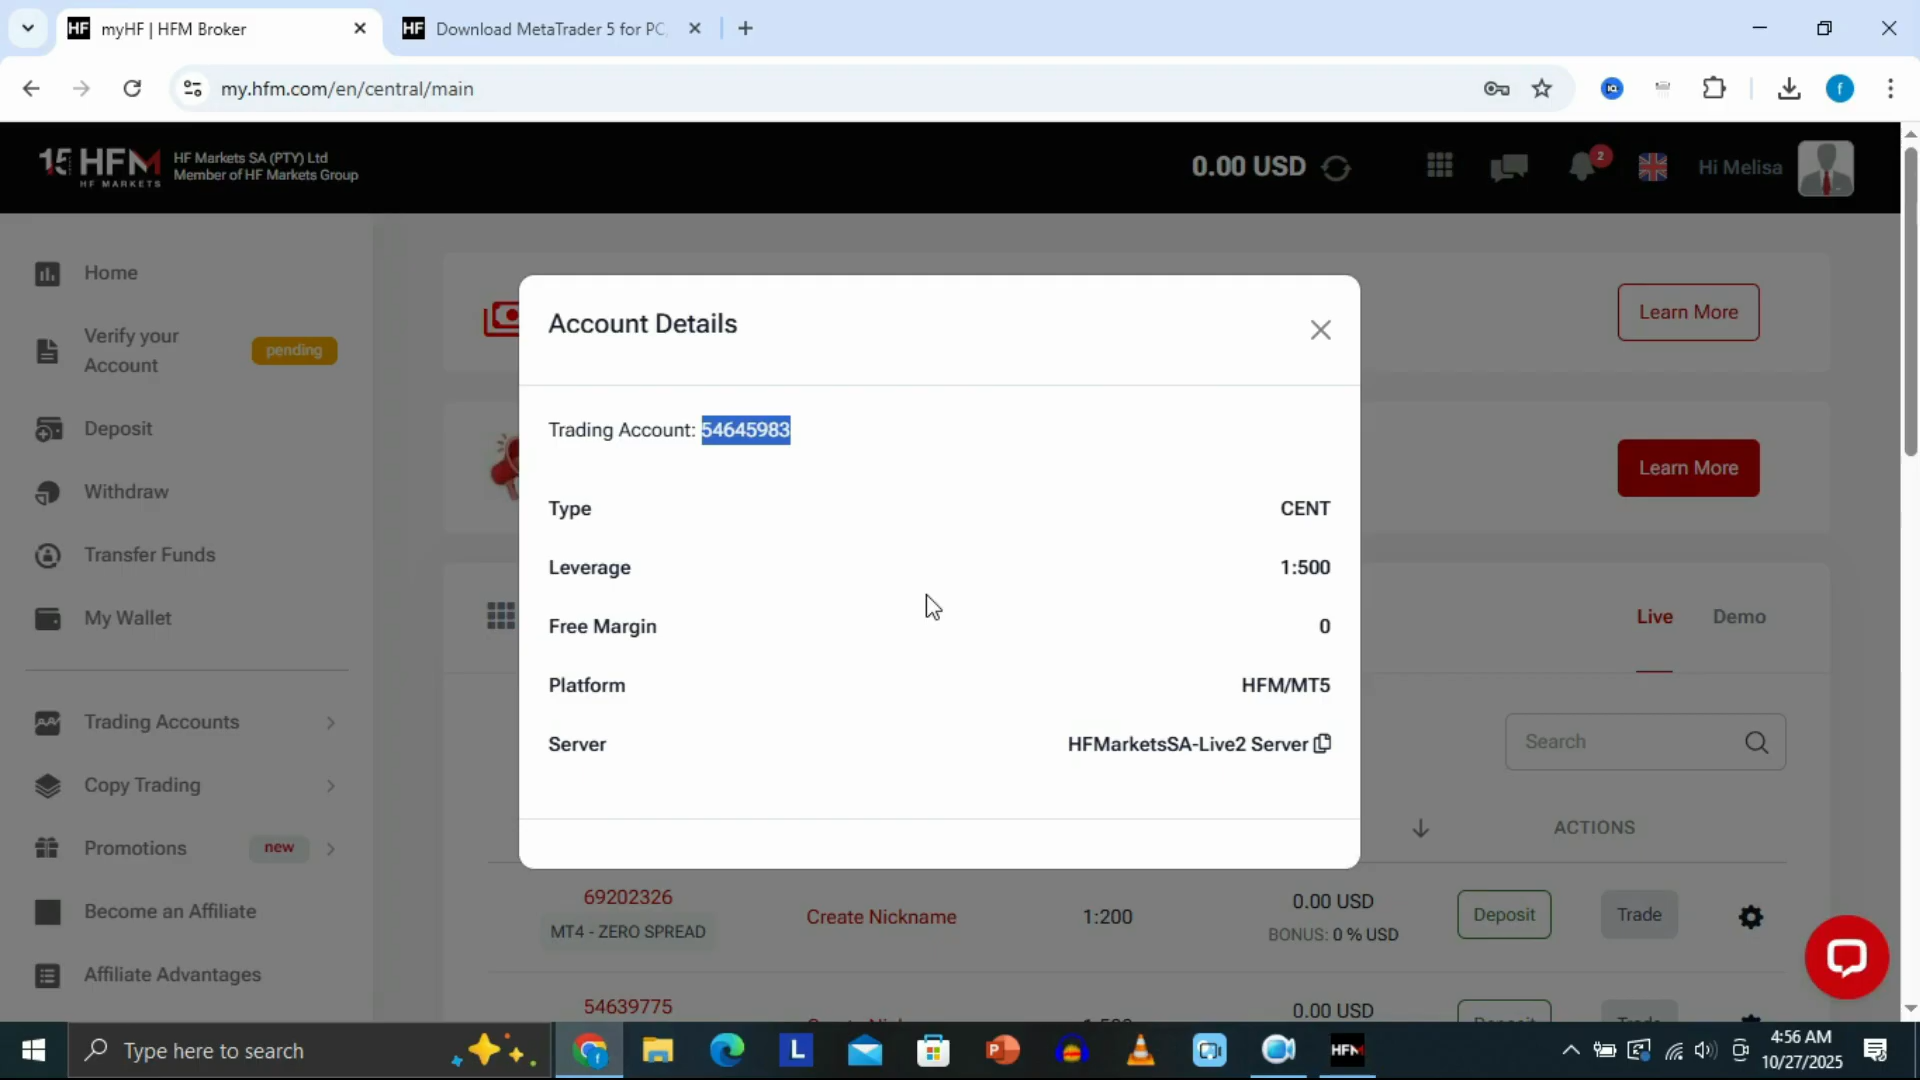 myHF | HFM Broker
HF Download MetaTrader 5 for PC
my.hfm.com/en/central/main
f
15 HFM
HF MARKETS
HF Markets SA (PTY) Ltd
Member of HF Markets Group
0.00 USD
2
Hi Melisa
Home
Verify your
Account
pending
Deposit
Withdraw
Transfer Funds
My Wallet
Trading Accounts
Copy Trading
Promotions
new
Become an Affiliate
Affiliate Advantages
Learn More
Learn More
Account Details
Trading Account: 54645983
Type CENT
Leverage 1:500
Free Margin 0
Platform HFM/MT5
Server HFMarketsSA-Live2 Server
Live Demo
Search
ACTIONS
69202326
MT4 - ZERO SPREAD
Create Nickname
1:200
0.00 USD
BONUS: 0 % USD
Deposit
Trade
54639775
0.00 USD
Type here to search
4:56 AM
10/27/2025